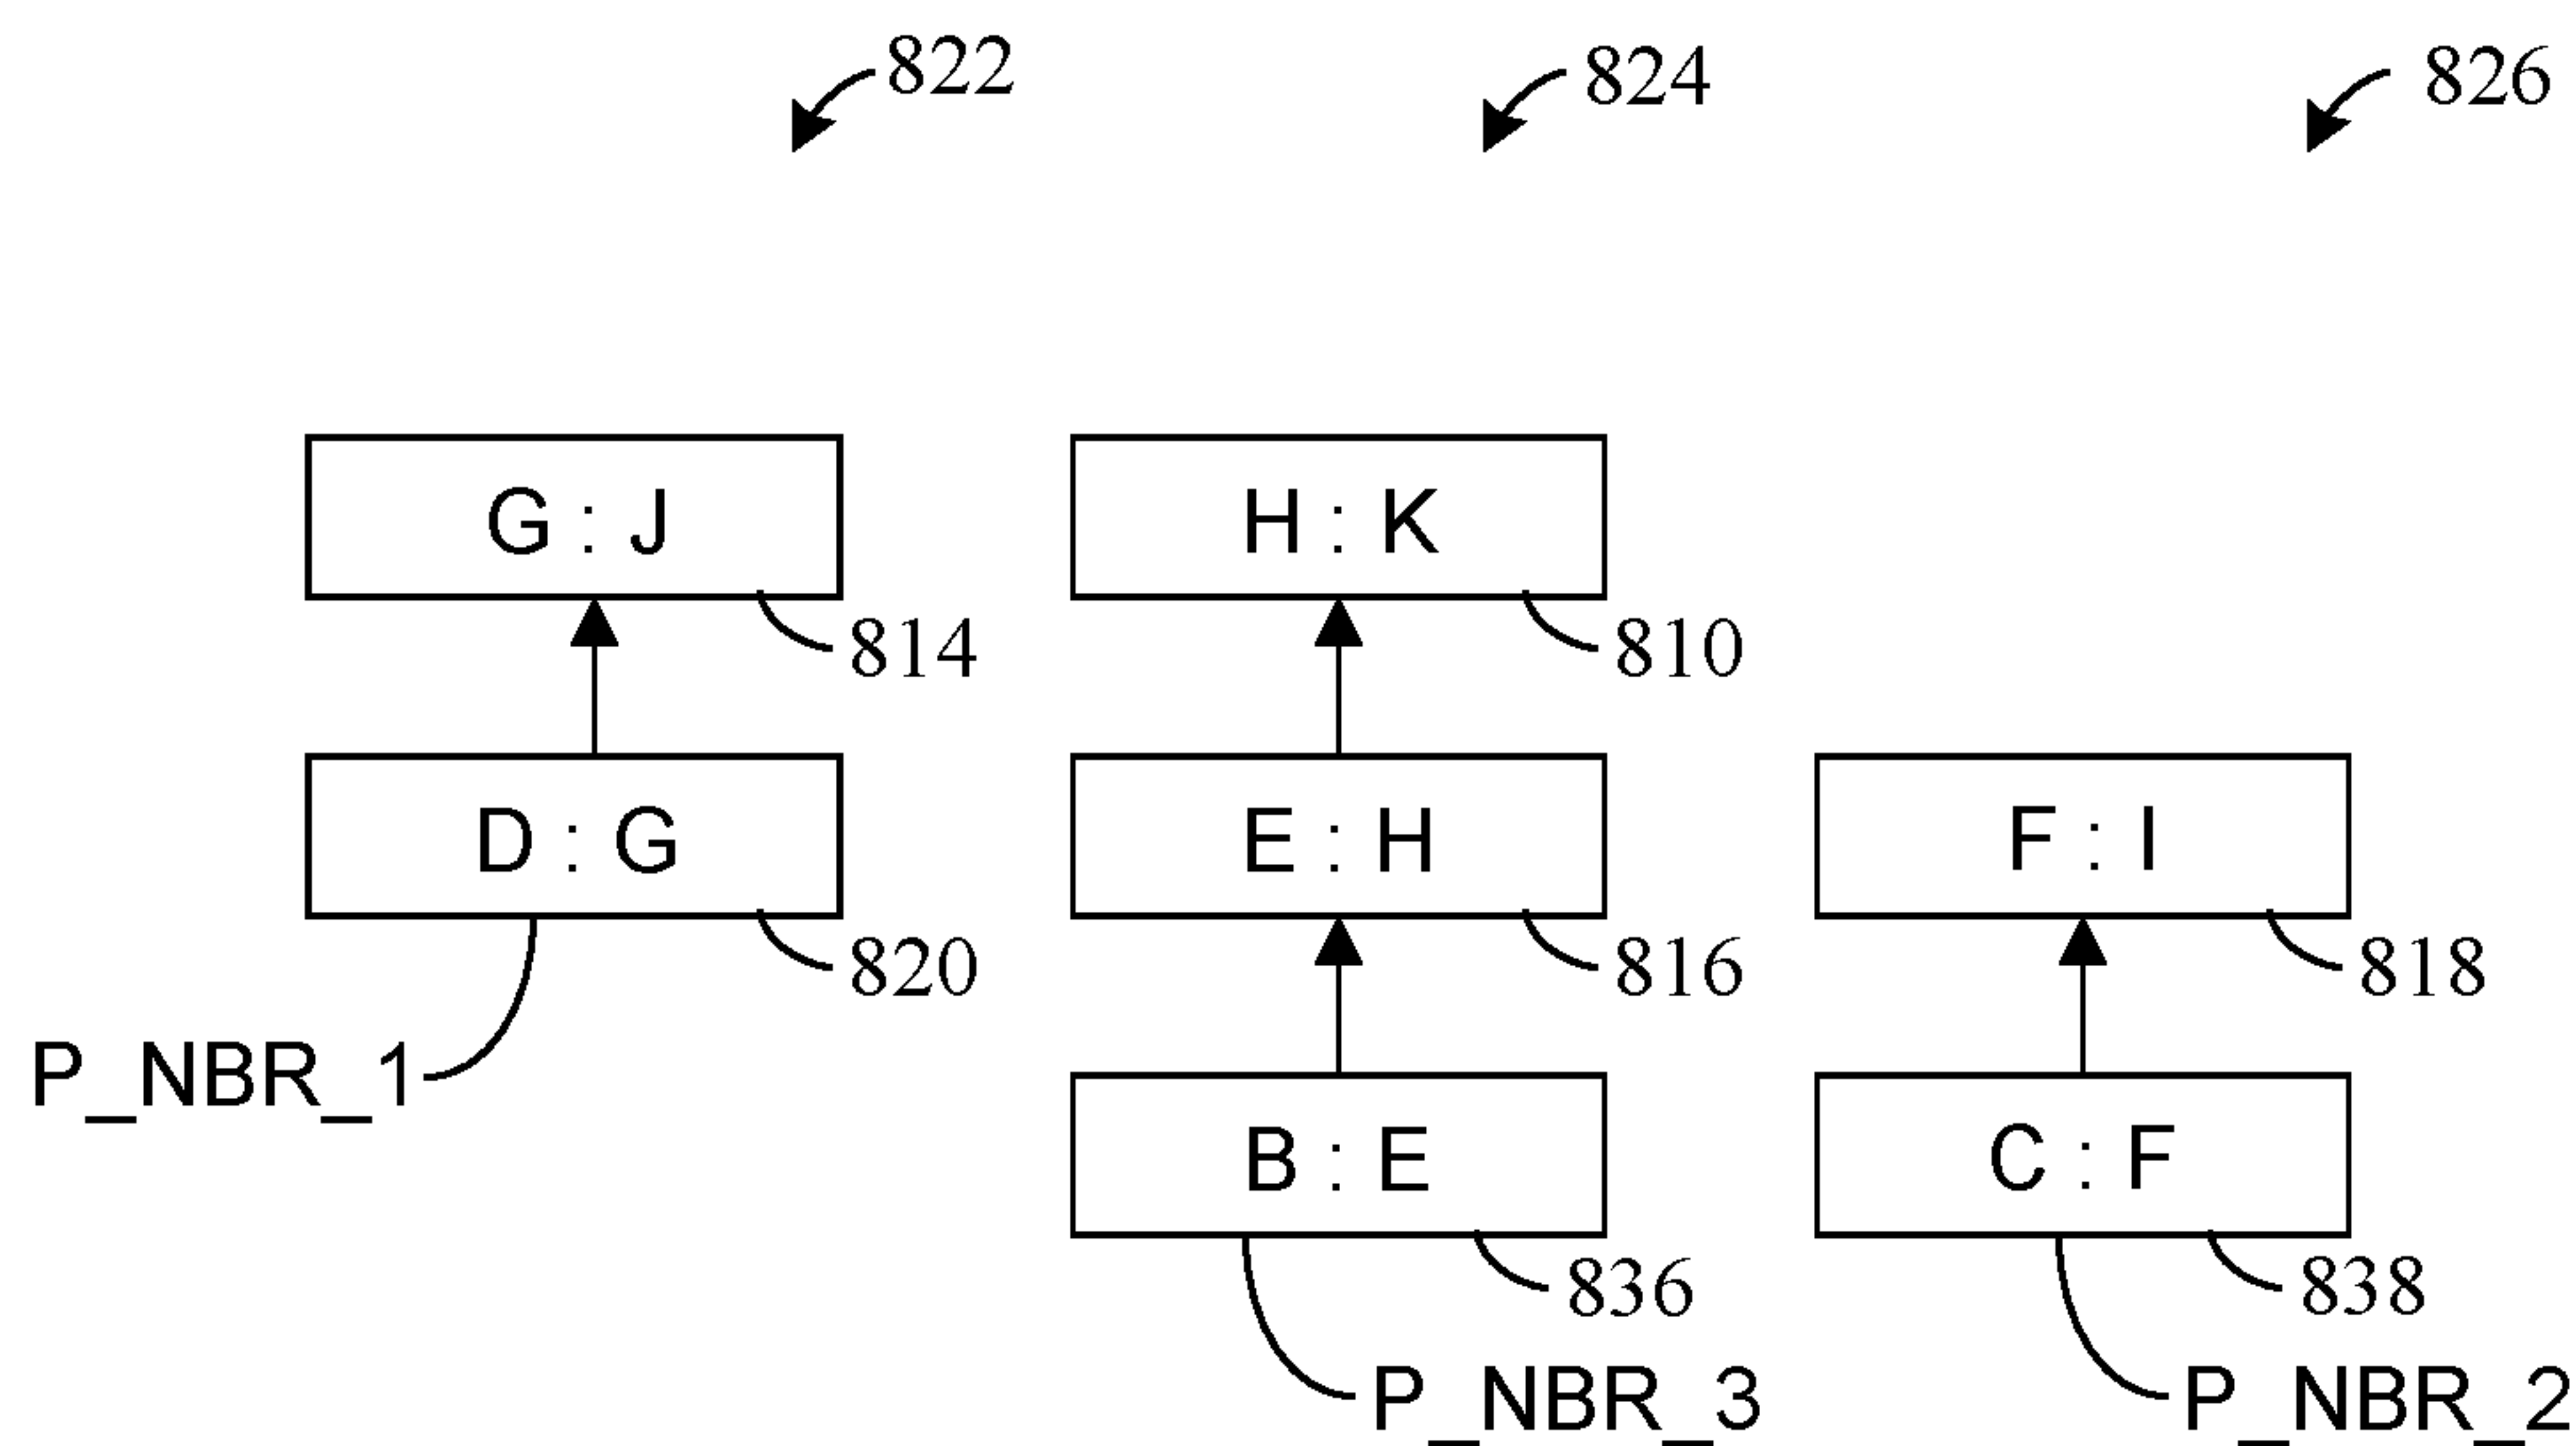 822 824 826
G : J H : K
814 810
D : G E : H F : I
820 816 818
P_NBR_1
B : E C : F
836 838
P_NBR_3 P_NBR_2